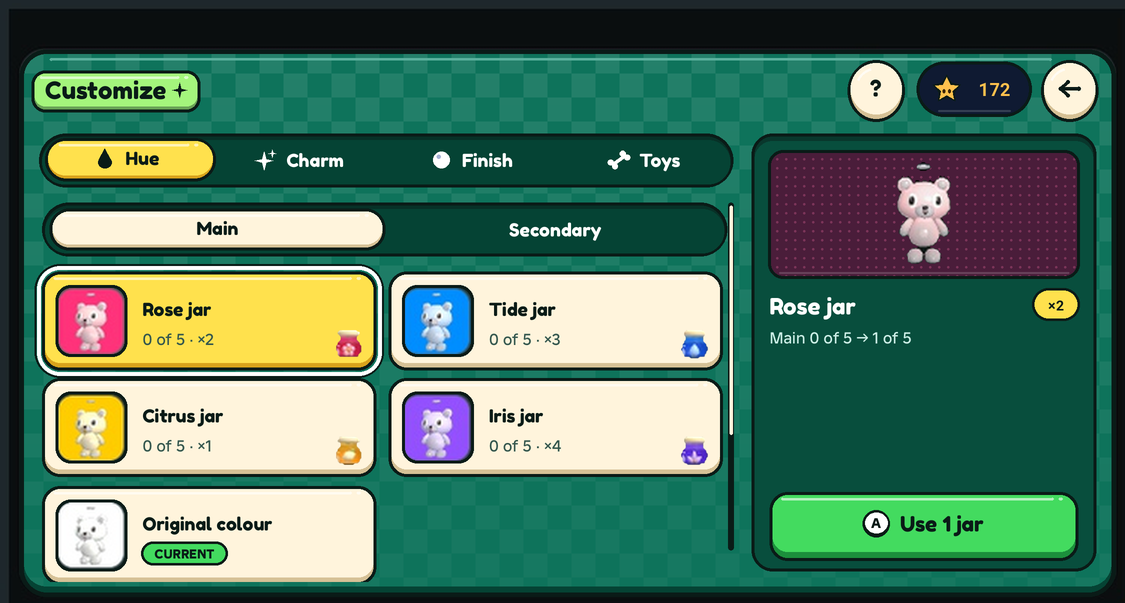 Customize
?
172
Hue
Charm
Finish
Toys
Main
Secondary
Rose jar
0 of 5 · ×2
Tide jar
0 of 5 · ×3
Citrus jar
0 of 5 · ×1
Iris jar
0 of 5 · ×4
Original colour
CURRENT
Rose jar
×2
Main 0 of 5 → 1 of 5
A Use 1 jar